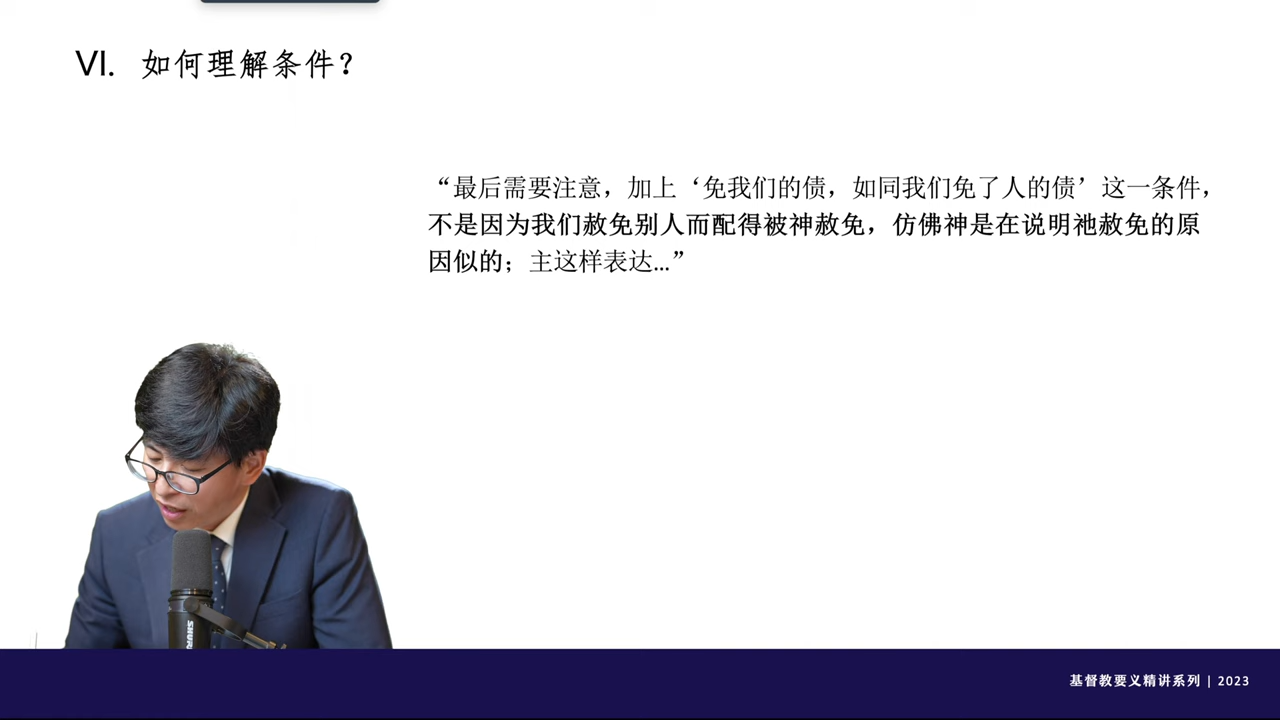 VI. 如何理解条件？
“最后需要注意，加上‘免我们的债，如同我们免了人的债’这一条件，
不是因为我们赦免别人而配得被神赦免，仿佛神是在说明祂赦免的原
因似的；主这样表达...”
SHURE
基督教要义精讲系列 | 2023